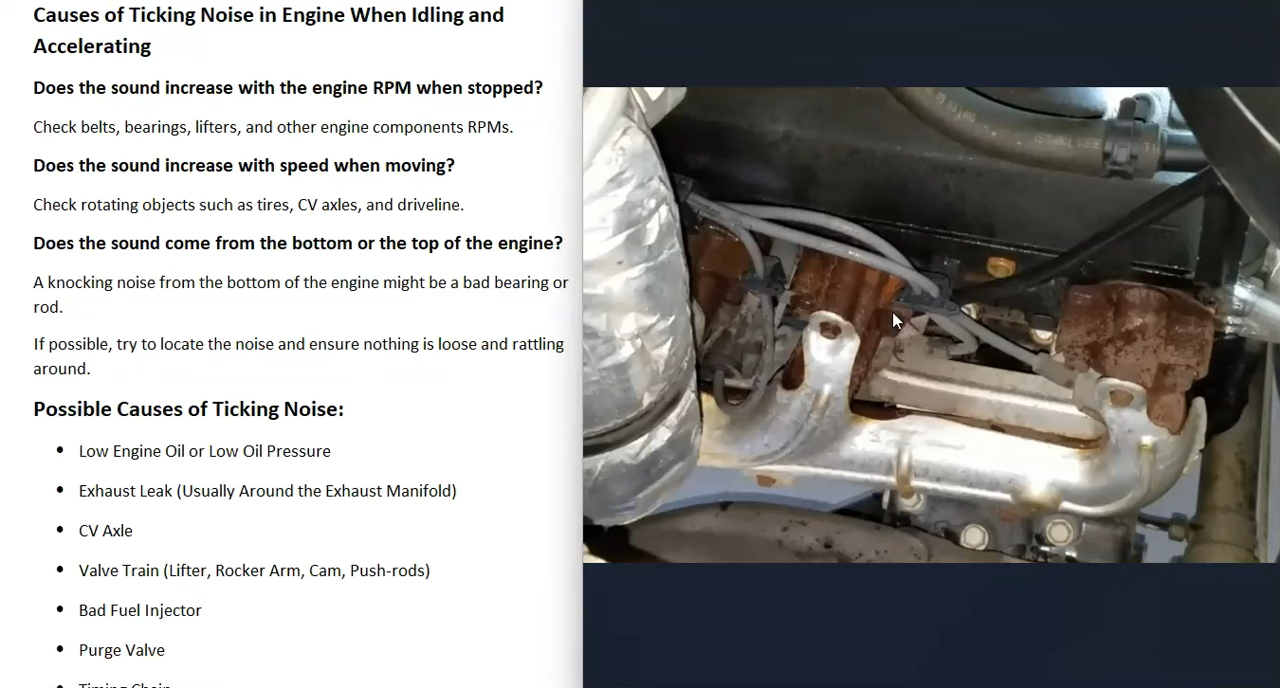 Causes of Ticking Noise in Engine When Idling and
Accelerating
Does the sound increase with the engine RPM when stopped?
Check belts, bearings, lifters, and other engine components RPMs.
Does the sound increase with speed when moving?
Check rotating objects such as tires, CV axles, and driveline.
Does the sound come from the bottom or the top of the engine?
A knocking noise from the bottom of the engine might be a bad bearing or
rod.
If possible, try to locate the noise and ensure nothing is loose and rattling
around.
Possible Causes of Ticking Noise:
• Low Engine Oil or Low Oil Pressure
• Exhaust Leak (Usually Around the Exhaust Manifold)
• CV Axle
• Valve Train (Lifter, Rocker Arm, Cam, Push-rods)
• Bad Fuel Injector
• Purge Valve
• Timing Chain